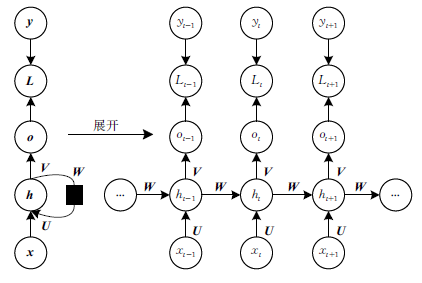 y y_{t-1} y_t y_{t+1}
L L_{t-1} L_t L_{t+1}
展开
o o_{t-1} o_t o_{t+1}
V W V V V
... W h_{t-1} W h_t W h_{t+1} W ...
h
U U U U
x x_{t-1} x_t x_{t+1}